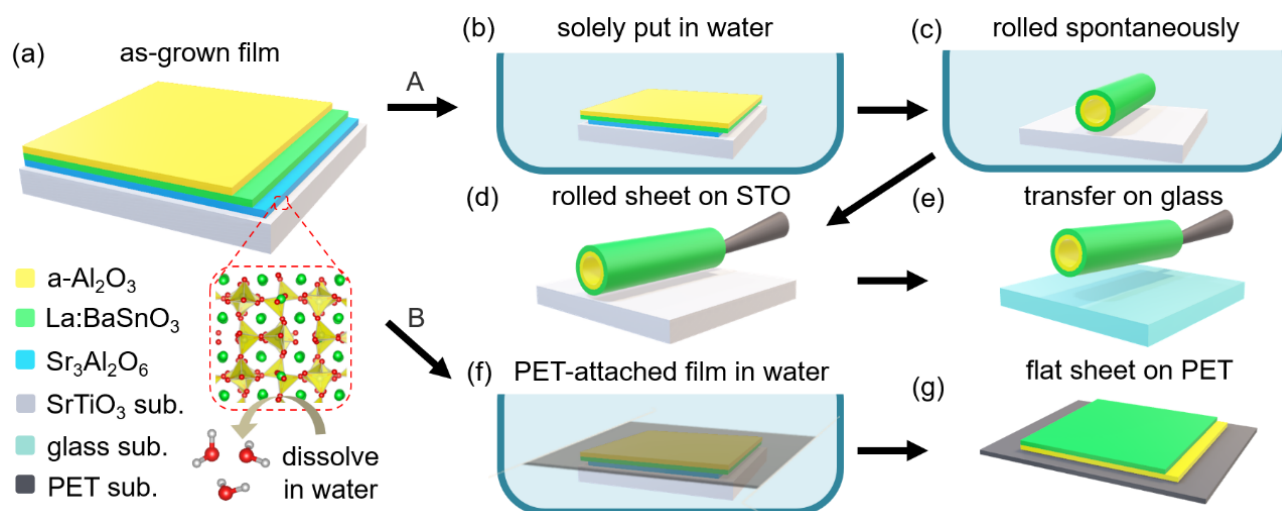 (a) as-grown film
A
(b) solely put in water
(c) rolled spontaneously
(d) rolled sheet on STO
(e) transfer on glass
a-Al₂O₃
La:BaSnO₃
Sr₃Al₂O₆
SrTiO₃ sub.
glass sub.
PET sub.
dissolve
in water
B
(f) PET-attached film in water
(g) flat sheet on PET